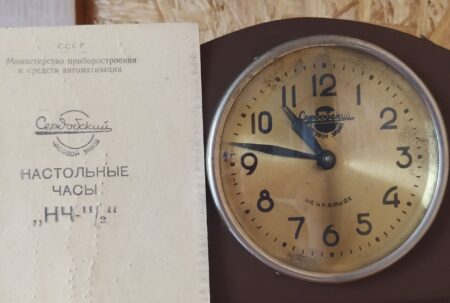 СССР
Министерство приборостроения
и средств автоматизации
Сердобский
ЧАСОВОЙ ЗАВОД
НАСТОЛЬНЫЕ
ЧАСЫ
„НЧ-11/2“
12
1
2
3
4
5
6
7
8
9
10
11
Сердобский
НА 4 КАМНЯХ